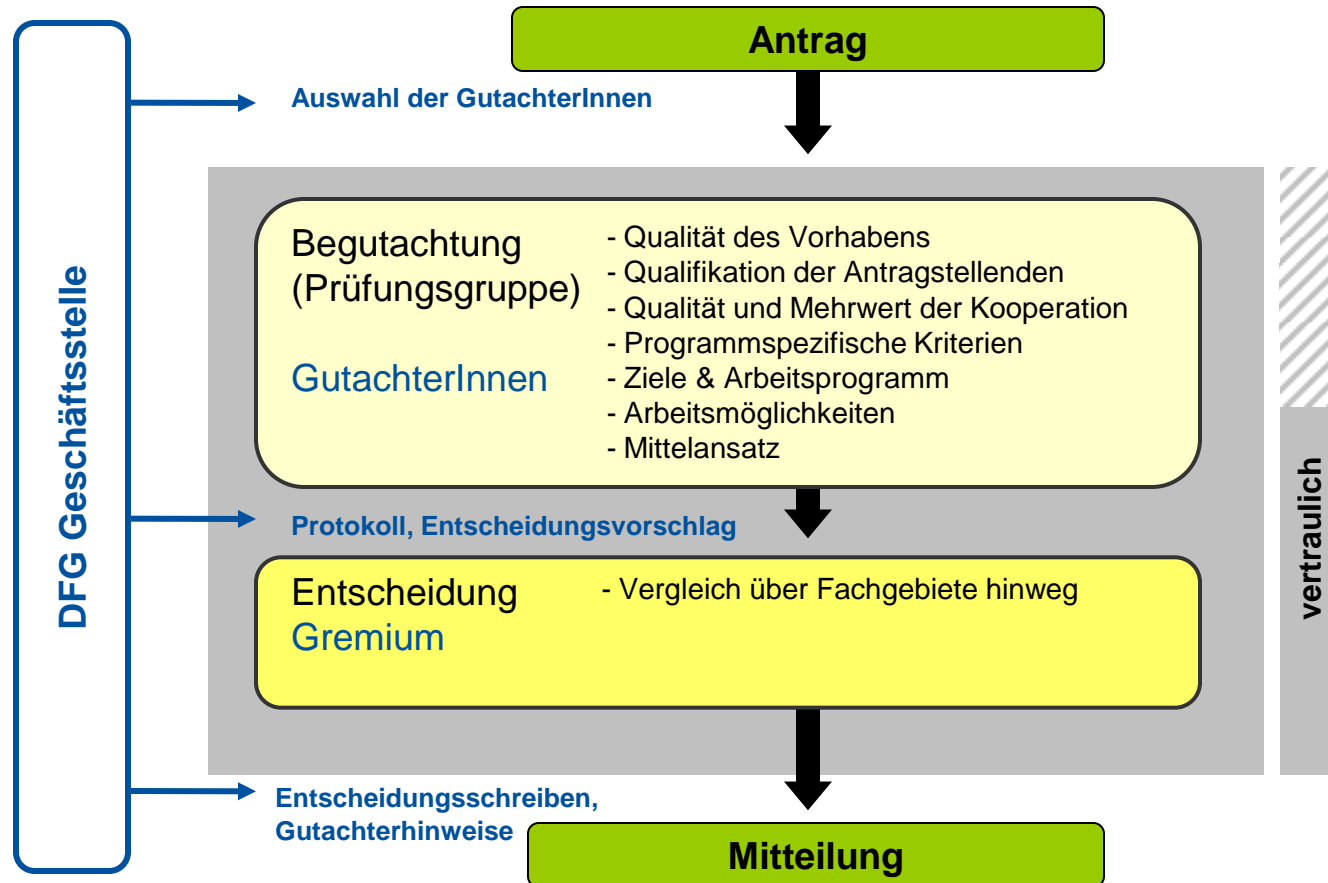 Antrag
Auswahl der GutachterInnen
DFG Geschäftsstelle
Begutachtung
(Prüfungsgruppe)
GutachterInnen
- Qualität des Vorhabens
- Qualifikation der Antragstellenden
- Qualität und Mehrwert der Kooperation
- Programmspezifische Kriterien
- Ziele & Arbeitsprogramm
- Arbeitsmöglichkeiten
- Mittelansatz
vertraulich
Protokoll, Entscheidungsvorschlag
Entscheidung
Gremium
- Vergleich über Fachgebiete hinweg
Entscheidungsschreiben,
Gutachterhinweise
Mitteilung